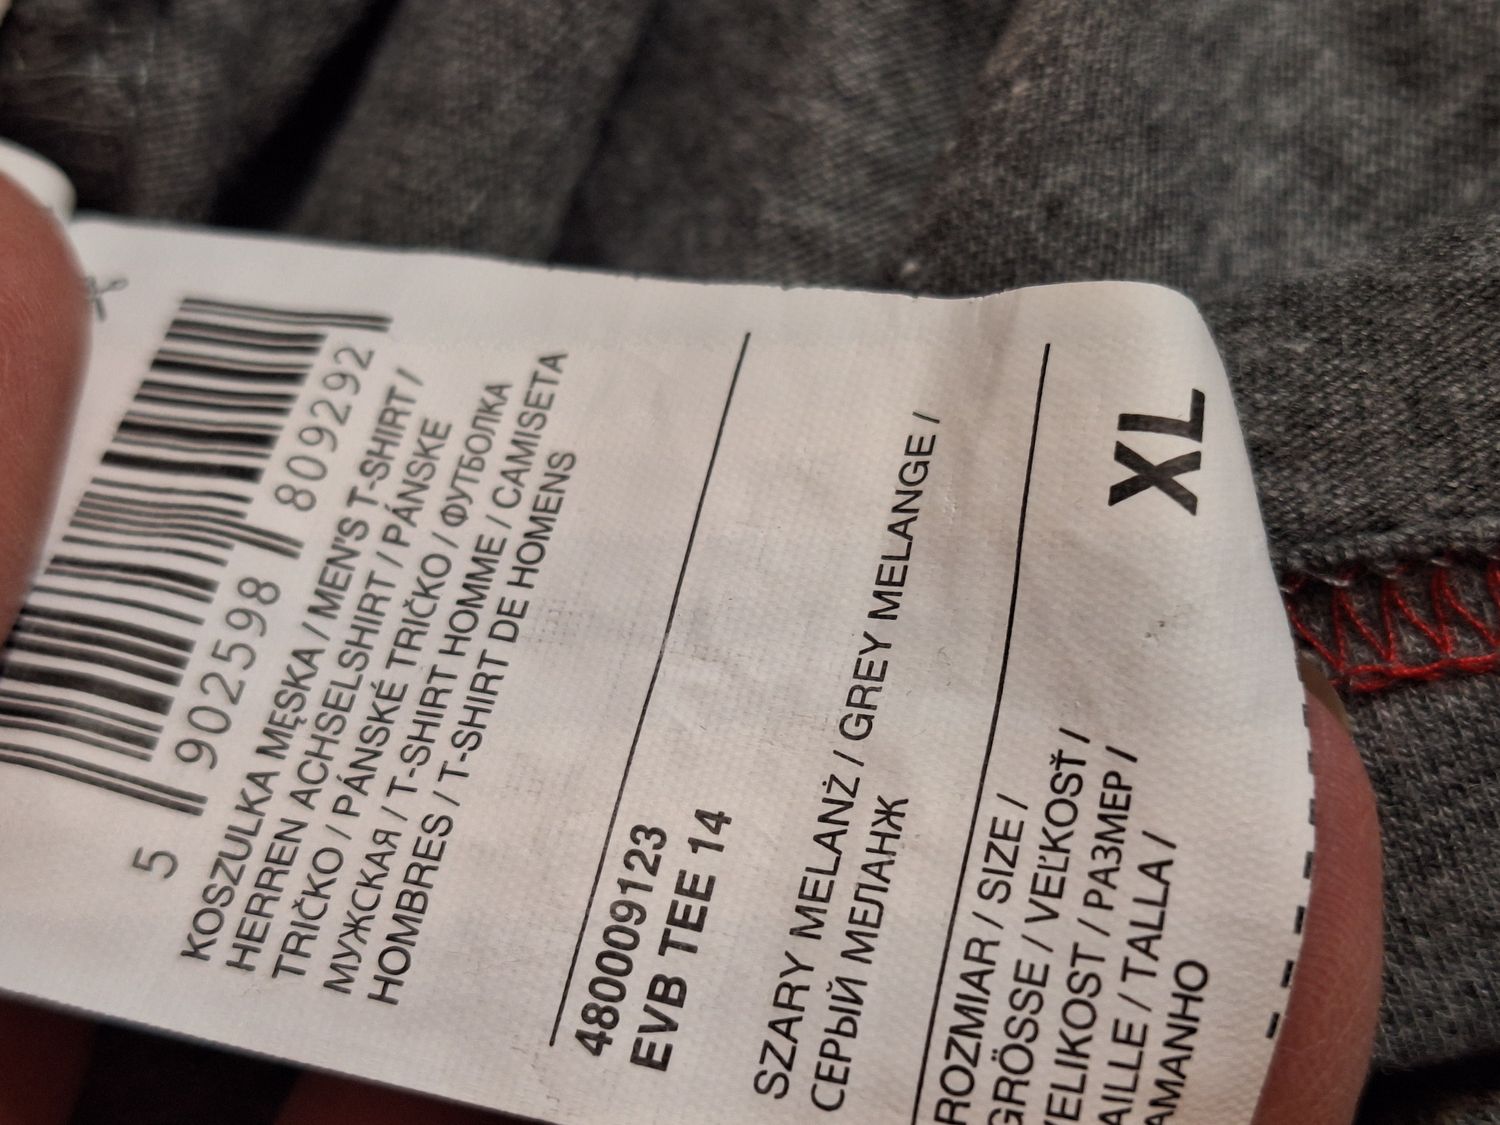 5 902598 809292
KOSZULKA MĘSKA / MEN'S T-SHIRT /
HERREN ACHSELSHIRT / PÁNSKE
TRIČKO / PÁNSKÉ TRIČKO / ФУТБОЛКА
МУЖСКАЯ / T-SHIRT HOMME / CAMISETA
HOMBRES / T-SHIRT DE HOMENS
480009123
EVB TEE 14
SZARY MELANŻ / GREY MELANGE /
СЕРЫЙ МЕЛАНЖ
ROZMIAR / SIZE /
GRÖSSE / VEĽKOSŤ /
VELIKOST / РАЗМЕР /
AILLE / TALLA /
AMANHO
XL